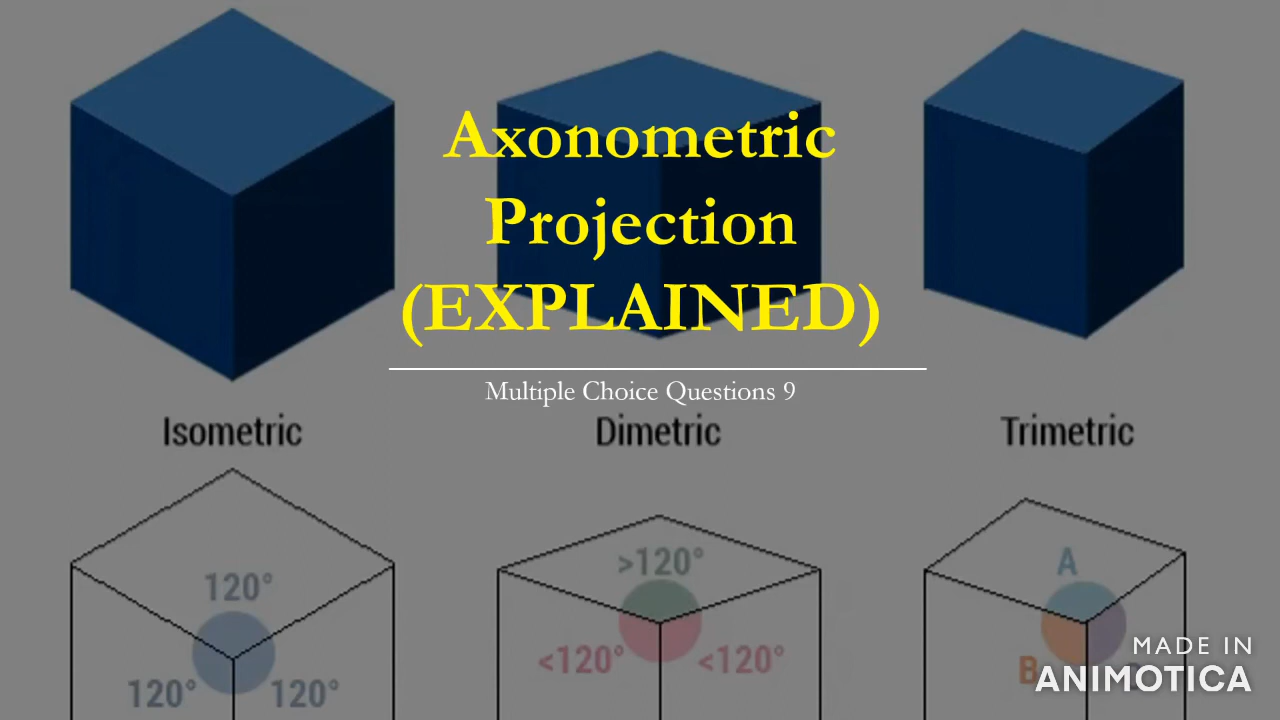 Axonometric
Projection
(EXPLAINED)
Multiple Choice Questions 9
Isometric
Dimetric
Trimetric
120°
120°
120°
>120°
<120°
<120°
A
B
MADE IN
ANIMOTICA